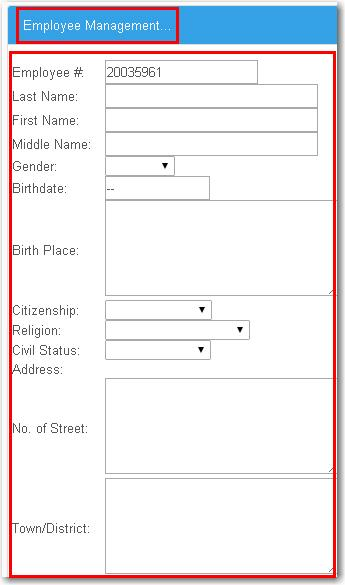 Employee Management...
Employee #: 20035961
Last Name:
First Name:
Middle Name:
Gender:
Birthdate: --
Birth Place:
Citizenship:
Religion:
Civil Status:
Address:
No. of Street:
Town/District: